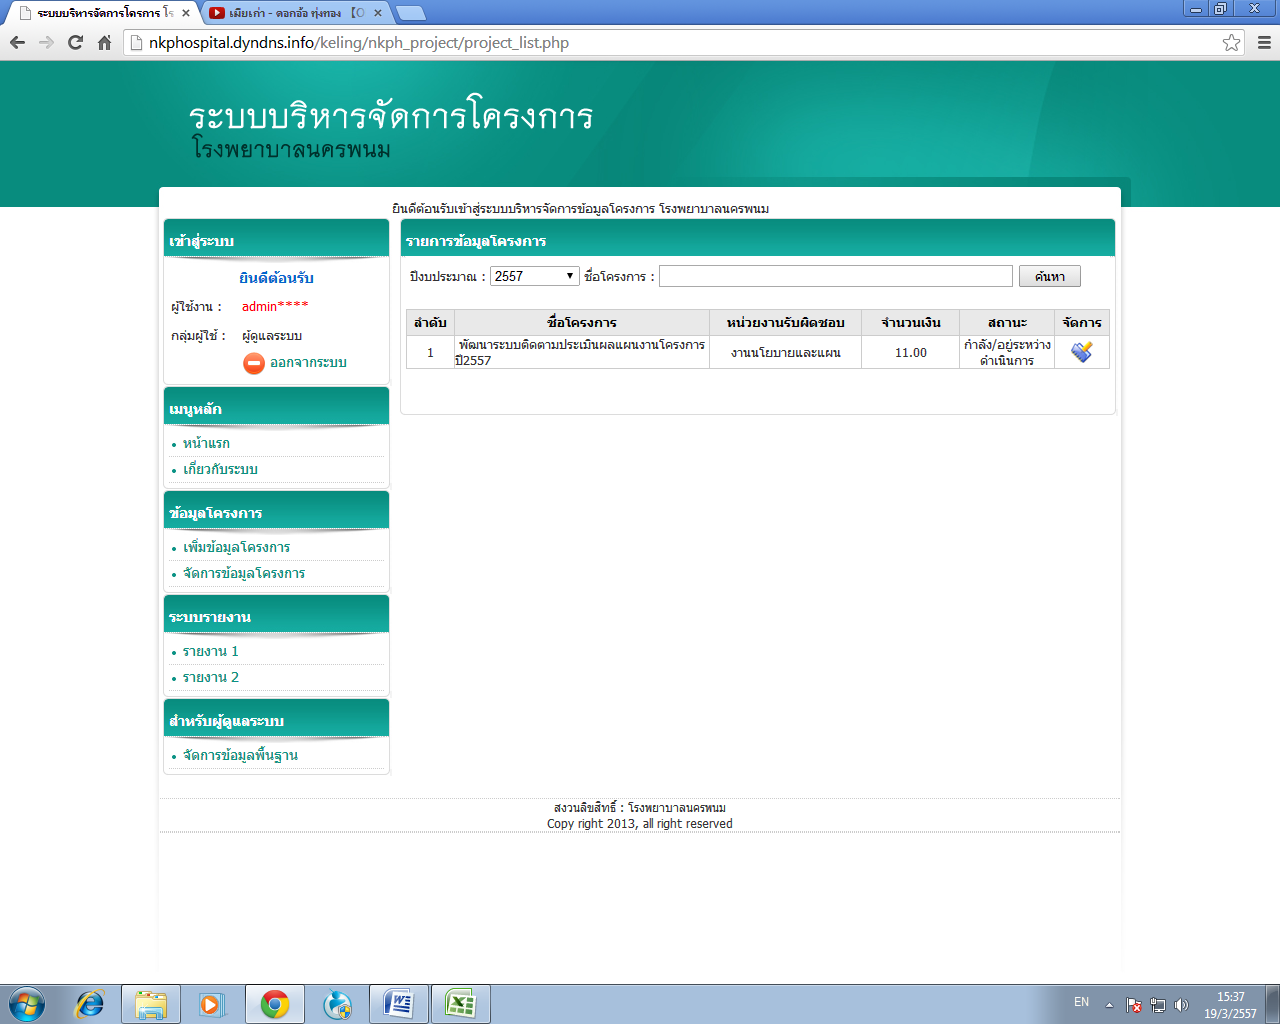 ระบบบริหารจัดการโครงการ โร
เมียเก่า - ดอกอ้อ ทุ่งทอง 【O
nkphospital.dyndns.info/keling/nkph_project/project_list.php
ระบบบริหารจัดการโครงการ
โรงพยาบาลนครพนม
ยินดีต้อนรับเข้าสู่ระบบบริหารจัดการข้อมูลโครงการ โรงพยาบาลนครพนม
เข้าสู่ระบบ
ยินดีต้อนรับ
ผู้ใช้งาน : admin****
กลุ่มผู้ใช้ : ผู้ดูแลระบบ
ออกจากระบบ
เมนูหลัก
หน้าแรก
เกี่ยวกับระบบ
ข้อมูลโครงการ
เพิ่มข้อมูลโครงการ
จัดการข้อมูลโครงการ
ระบบรายงาน
รายงาน 1
รายงาน 2
สำหรับผู้ดูแลระบบ
จัดการข้อมูลพื้นฐาน
รายการข้อมูลโครงการ
ปีงบประมาณ : 2557 ชื่อโครงการ : ค้นหา
ลำดับ ชื่อโครงการ หน่วยงานรับผิดชอบ จำนวนเงิน สถานะ จัดการ
1 พัฒนาระบบติดตามประเมินผลแผนงานโครงการ ปี2557 งานนโยบายและแผน 11.00 กำลัง/อยู่ระหว่าง ดำเนินการ
สงวนลิขสิทธิ์ : โรงพยาบาลนครพนม
Copy right 2013, all right reserved
EN
15:37
19/3/2557